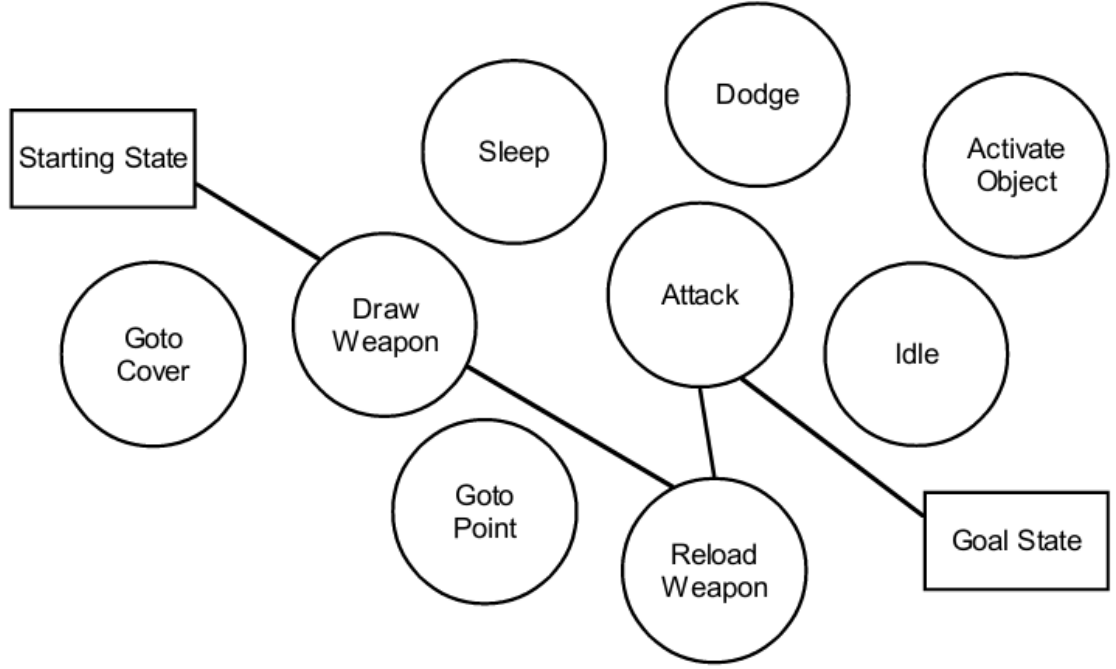 Starting State
Sleep
Dodge
Activate
Object
Goto
Cover
Draw
Weapon
Attack
Idle
Goto
Point
Reload
Weapon
Goal State